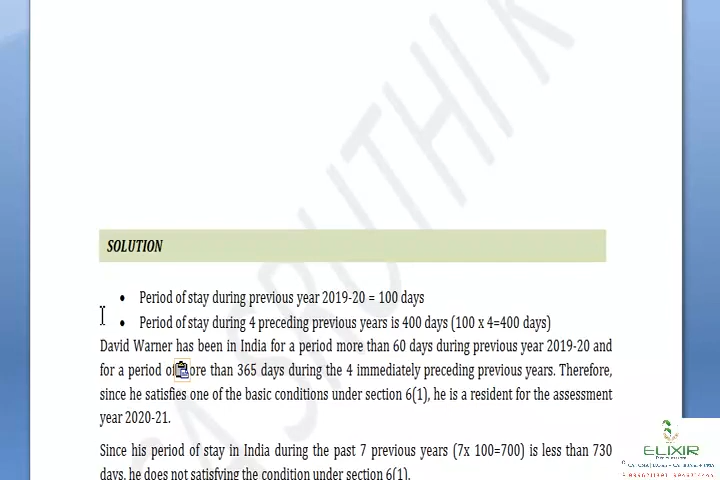 SOLUTION
Period of stay during previous year 2019-20 = 100 days
Period of stay during 4 preceding previous years is 400 days (100 x 4=400 days)
David Warner has been in India for a period more than 60 days during previous year 2019-20 and
for a period of ore than 365 days during the 4 immediately preceding previous years. Therefore,
since he satisfies one of the basic conditions under section 6(1), he is a resident for the assessment
year 2020-21.
Since his period of stay in India during the past 7 previous years (7x 100=700) is less than 730
days, he does not satisfying the condition under section 6(1).
CA SRUTHI K
ELIXIR